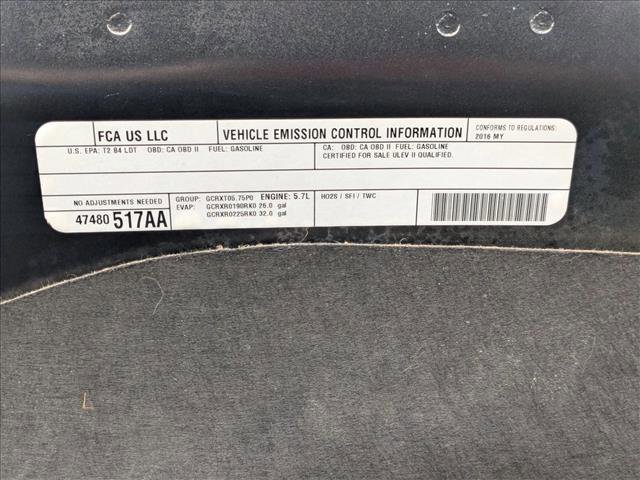 FCA US LLC
VEHICLE EMISSION CONTROL INFORMATION
CONFORMS TO REGULATIONS:
2016 MY
U.S. EPA: T2 B4 LDT OBD: CA OBD II FUEL: GASOLINE
CA: OBD: CA OBD II FUEL: GASOLINE
CERTIFIED FOR SALE ULEV II QUALIFIED.
NO ADJUSTMENTS NEEDED
47480 517AA
GROUP: GCRXT05.75P0 ENGINE: 5.7L
EVAP: GCRXR0190RK0 26.0 gal
GCRXR0225RK0 32.0 gal
HO2S / SFI / TWC